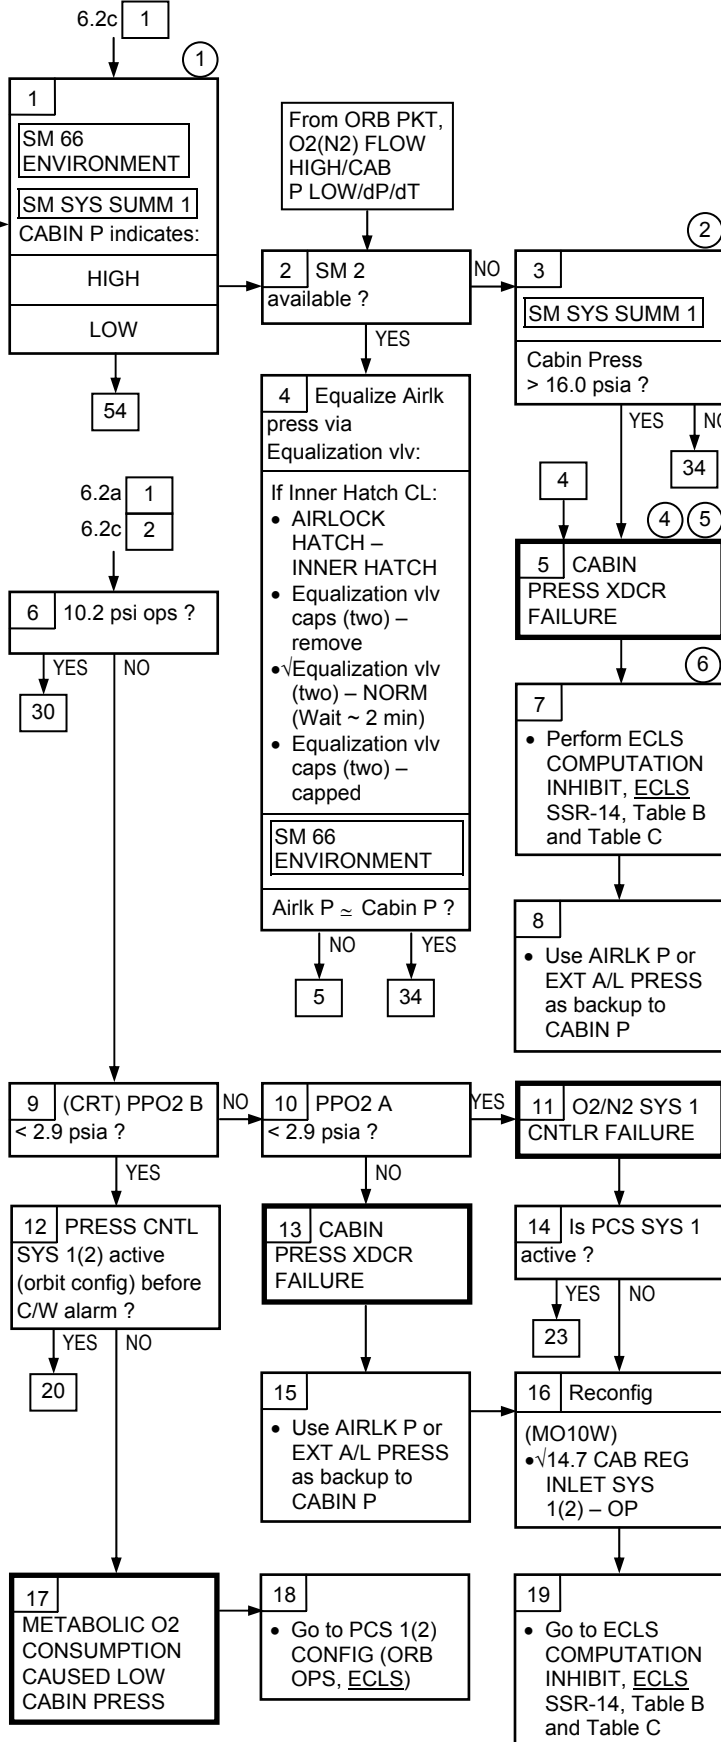 6.2c 1
1
1
SM 66
ENVIRONMENT
SM SYS SUMM 1
CABIN P indicates:
HIGH
LOW
54
From ORB PKT,
O2(N2) FLOW
HIGH/CAB
P LOW/dP/dT
2 SM 2
available ?
NO
YES
2
3
SM SYS SUMM 1
Cabin Press
> 16.0 psia ?
YES
34
4 Equalize Airlk
press via
Equalization vlv:
If Inner Hatch CL:
• AIRLOCK
HATCH –
INNER HATCH
• Equalization vlv
caps (two) –
remove
•√Equalization vlv
(two) – NORM
(Wait ~ 2 min)
• Equalization vlv
caps (two) –
capped
SM 66
ENVIRONMENT
Airlk P ≃ Cabin P ?
NO
YES
5
34
4
4 5
5 CABIN
PRESS XDCR
FAILURE
6
7
• Perform ECLS
COMPUTATION
INHIBIT, ECLS
SSR-14, Table B
and Table C
8
• Use AIRLK P or
EXT A/L PRESS
as backup to
CABIN P
6.2a 1
6.2c 2
6 10.2 psi ops ?
YES
NO
30
9 (CRT) PPO2 B
< 2.9 psia ?
NO
YES
10 PPO2 A
< 2.9 psia ?
YES
NO
11 O2/N2 SYS 1
CNTLR FAILURE
12 PRESS CNTL
SYS 1(2) active
(orbit config) before
C/W alarm ?
YES
NO
20
13 CABIN
PRESS XDCR
FAILURE
14 Is PCS SYS 1
active ?
YES
NO
23
15
• Use AIRLK P or
EXT A/L PRESS
as backup to
CABIN P
16 Reconfig
(MO10W)
•√14.7 CAB REG
INLET SYS
1(2) – OP
17
METABOLIC O2
CONSUMPTION
CAUSED LOW
CABIN PRESS
18
• Go to PCS 1(2)
CONFIG (ORB
OPS, ECLS)
19
• Go to ECLS
COMPUTATION
INHIBIT, ECLS
SSR-14, Table B
and Table C